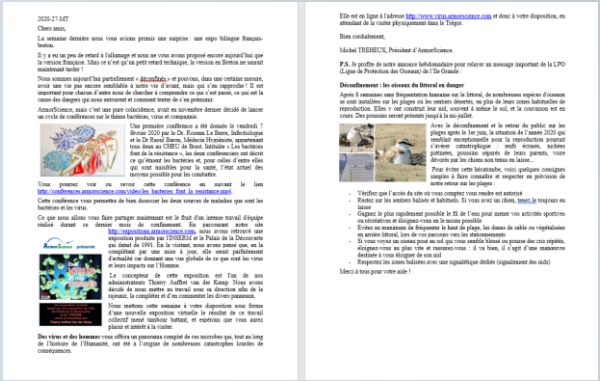 2020-27-MT
Chers amis,
La semaine dernière nous vous avions promis une surprise : une expo bilingue français-
breton.
Il y a eu un peu de retard à l'allumage et nous ne vous avons proposé encore aujourd'hui que
la version française. Mais ce n'est qu'un petit retard technique, la version en Breton ne saurait
maintenant tarder !
Nous sommes aujourd'hui partiellement « déconfinés » et pouvons, dans une certaine mesure,
avoir une vie pas encore semblable à notre vie d'avant, mais qui s'en rapproche ! Il est
important pour chacun d'entre nous de chercher à comprendre ce qui s'est passé, ce qui est la
cause des dangers qui nous entourent et comment tenter de s'en prémunir.
ArmorScience, mais c'est une pure coïncidence, avait en novembre dernier décidé de lancer
un cycle de conférences sur le thème bactéries, virus et compagnie.
Une première conférence a été donnée le vendredi 7
février 2020 par le Dr. Rozenn Le Berre, Infectiologue
et le Dr Raoul Baron, Médecin Hygiéniste, appartenant
tous deux au CHRU de Brest. Intitulée « Les bactéries
font de la résistance », les deux conférenciers ont décrit
ce qu'étaient les bactéries et, pour celles d'entre elles
qui sont nuisibles pour la santé, l'état actuel des
moyens possible pour les combattre.
Vous pourrez voir ou revoir cette conférence en suivant le lien
http://conferences.armorscience.com/video/les_bacteries_font_la_resistance.mp4.
Cette conférence vous permettra de bien dissocier les deux sources de maladies que sont les
bactéries et les virus.
Ce que nous allons vous faire partager maintenant est le fruit d'un intense travail d'équipe
réalisé durant ce dernier mois de confinement. En parcourant notre site
http://expositions.armorscience.com, nous avons retrouvé une
exposition produite par l'INSERM et le Palais de la Découverte
qui datait de 1991. En la visitant, nous avons pensé que, en la
complétant par une mise à jour, elle serait parfaitement
d'actualité car donnant une vue globale de ce que sont les virus
et leurs impacts sur l'Homme.
ArmorScience présente
Le concepteur de cette exposition est l'un de nos
administrateurs Thierry Auffret van der Kemp. Nous avons
décidé de nous mettre au travail sous sa direction afin de la
rajeunir, la compléter et d'en commenter les divers panneaux.
Nous mettons cette semaine à votre disposition sous forme
d'une nouvelle exposition virtuelle le résultat de ce travail
collectif mené tambour battant, et espérons que vous aurez
plaisir et intérêt à la visiter.
Des virus et des hommes vous offrira un panorama complet de ces microbes qui, tout au long
de l'histoire de l'Humanité, ont été à l'origine de nombreuses catastrophes lourdes de
conséquences.
Elle est en ligne à l'adresse http://www.virus.armorscience.com et donc à votre disposition, en
attendant de la visiter physiquement dans le Trégor.
Bien cordialement,
Michel TREHEUX, Président d'ArmorScience.
P.S. Je profite de notre annonce hebdomadaire pour relayer un message important de la LPO
(Ligue de Protection des Oiseaux) de l'Ile Grande :
Déconfinement : les oiseaux du littoral en danger
Après 8 semaines sans fréquentation humaine sur le littoral, de nombreuses espèces d'oiseaux
se sont installées sur les plages ou les sentiers désertés, en plus de leurs zones habituelles de
reproduction. Elles y ont construit leur nid, souvent à même le sol, et la couvaison est en
cours. Des poussins seront présents jusqu'à la mi-juillet.
Avec le déconfinement et le retour du public sur les
plages après le 1er juin, la situation de l'année 2020 qui
semblait exceptionnelle pour la reproduction pourrait
s'avérer catastrophique : œufs écrasés, nichées
piétinées, poussins séparés de leurs parents, voire
dévorés par les chiens non tenus en laisse...
Pour éviter cette hécatombe, voici quelques consignes
simples à faire connaître et respecter en prévision de
notre retour sur les plages :
- Vérifier que l'accès du site où vous comptez vous rendre est autorisé
- Restez sur les sentiers balisés et habituels. Si vous avez un chien, tenez le toujours en
laisse
- Gagnez le plus rapidement possible le fil de l'eau pour mener vos activités sportives
ou récréatives et éloignez-vous en le moins possible
- Evitez au maximum de fréquenter le haut de plage, les dunes de sable ou végétalisées
en arrière littoral, lors de vos parcours vers les stationnements
- Si vous voyez un oiseau posé au sol qui vous semble blessé ou pousse des cris répétés,
éloignez-vous au plus vite et rassurez-vous : il va bien, il s'agit d'une manœuvre
destinée à vous éloigner de son nid
- Respectez les zones balisées avec une signalétique dédiée (signalement des nids)
Merci à tous pour votre aide !